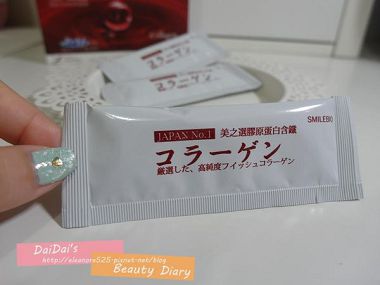 SMILEBIO
JAPAN No.1 美之選膠原蛋白含鐵
コラーゲン
厳選した、高純度フイッシュコラーゲン
DaiDai's
http://eleanore525.pixnet.net/blog
Beauty Diary